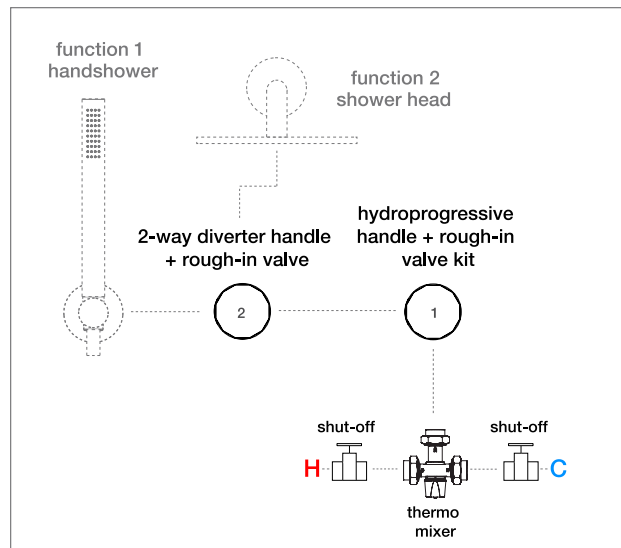 function 1
handshower
function 2
shower head
2-way diverter handle
+ rough-in valve
hydroprogressive
handle + rough-in
valve kit
2
1
shut-off
shut-off
H
C
thermo
mixer